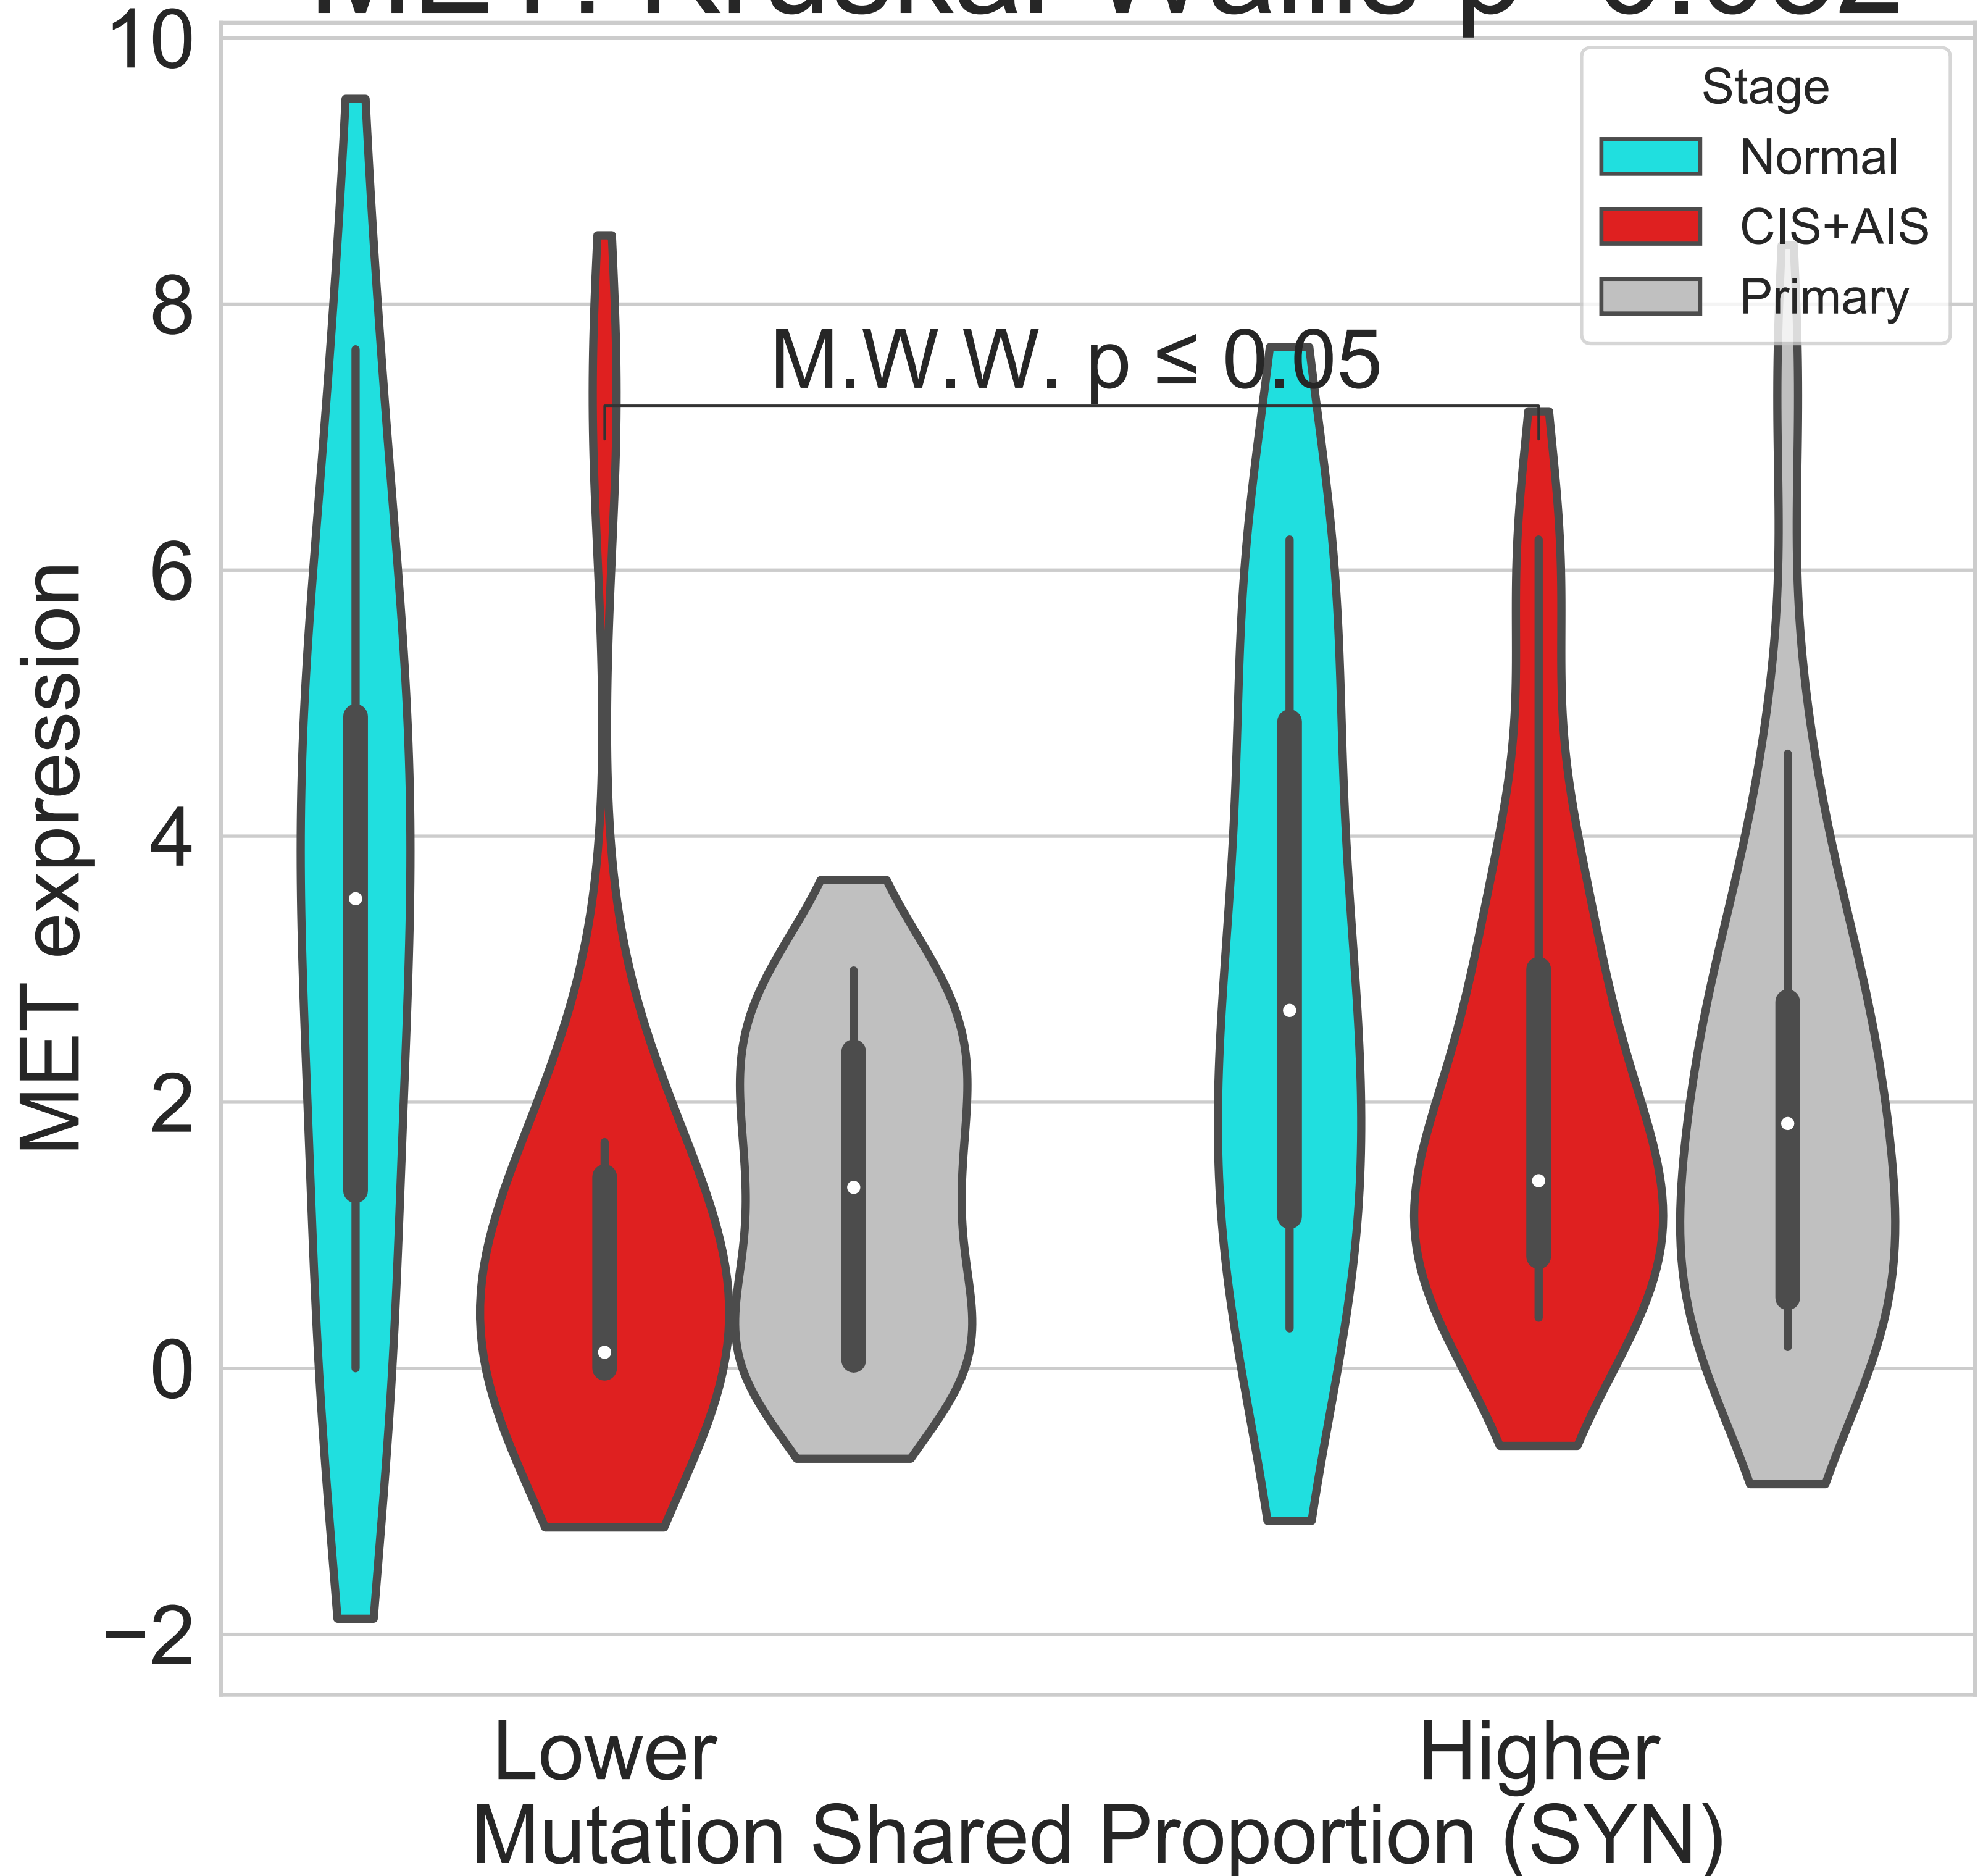 10
8
6
4
2
0
−2
MET expression
Stage
Normal
CIS+AIS
Primary
M.W.W. p ≤ 0.05
Lower
Higher
Mutation Shared Proportion (SYN)